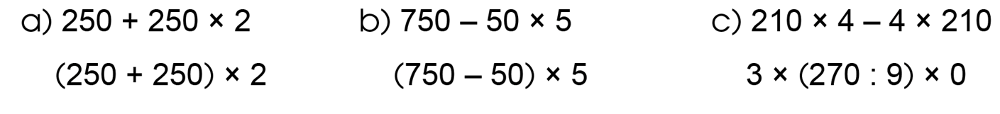 a) 250 + 250 × 2
(250 + 250) × 2
b) 750 – 50 × 5
(750 – 50) × 5
c) 210 × 4 – 4 × 210
3 × (270 : 9) × 0